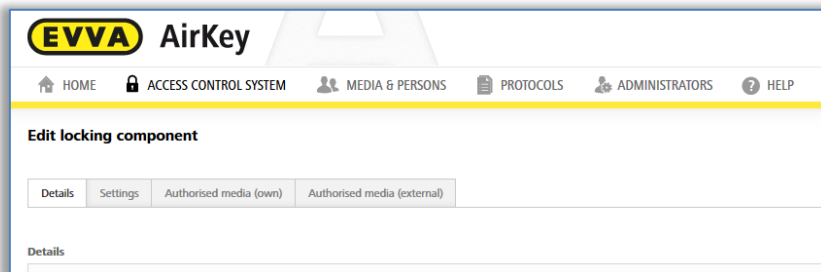 EVVA AirKey
HOME ACCESS CONTROL SYSTEM MEDIA & PERSONS PROTOCOLS ADMINISTRATORS ? HELP
Edit locking component
Details Settings Authorised media (own) Authorised media (external)
Details